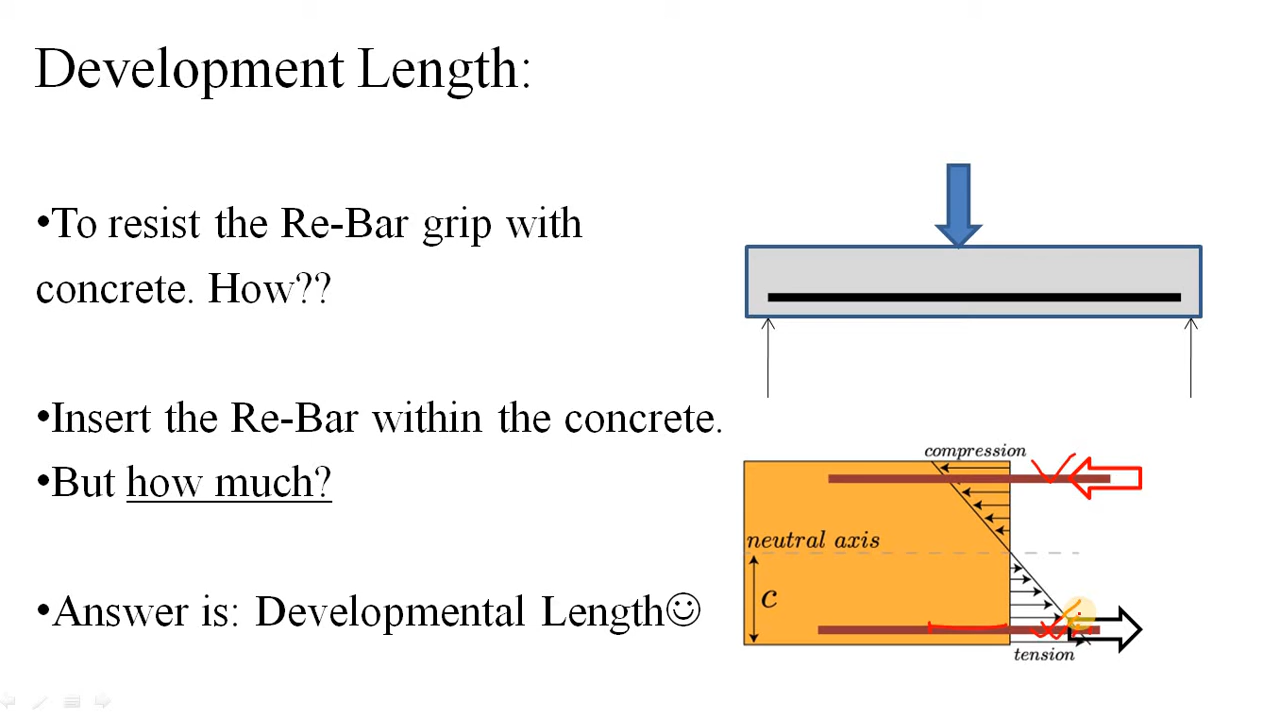 Development Length:
•To resist the Re-Bar grip with
concrete. How??
•Insert the Re-Bar within the concrete.
•But how much?
•Answer is: Developmental Length☺
compression
neutral axis
c
tension